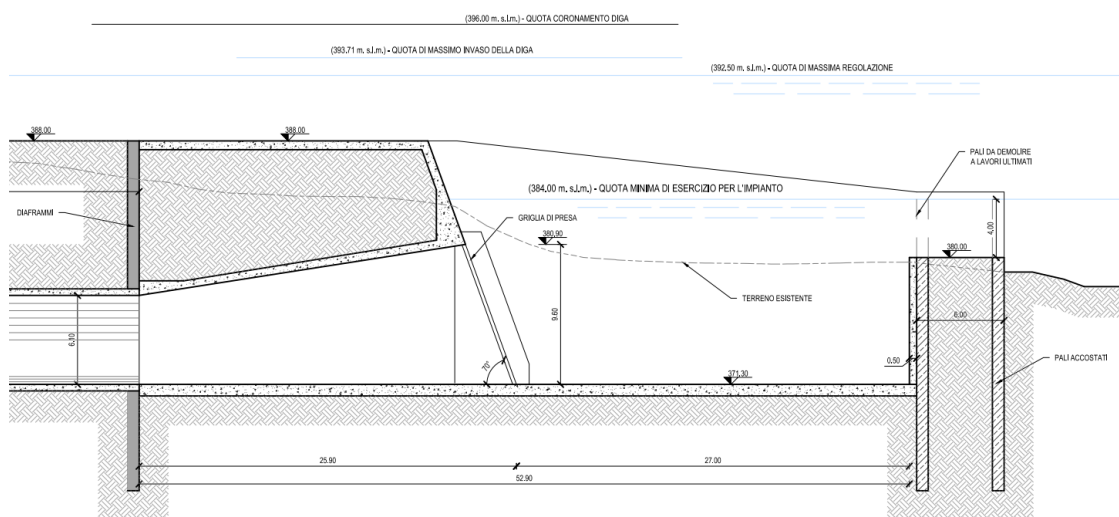 (396.00 m. s.l.m.) - QUOTA CORONAMENTO DIGA
(393.71 m. s.l.m.) - QUOTA DI MASSIMO INVASO DELLA DIGA
(392.50 m. s.l.m.) - QUOTA DI MASSIMA REGOLAZIONE
388.00
388.00
PALI DA DEMOLIRE
A LAVORI ULTIMATI
(384.00 m. s.l.m.) - QUOTA MINIMA DI ESERCIZIO PER L'IMPIANTO
DIAFRAMMI
GRIGLIA DI PRESA
380.90
4.00
380.00
TERRENO ESISTENTE
6.10
9.60
6.00
70°
0.50
PALI ACCOSTATI
371.30
25.90
27.00
52.90